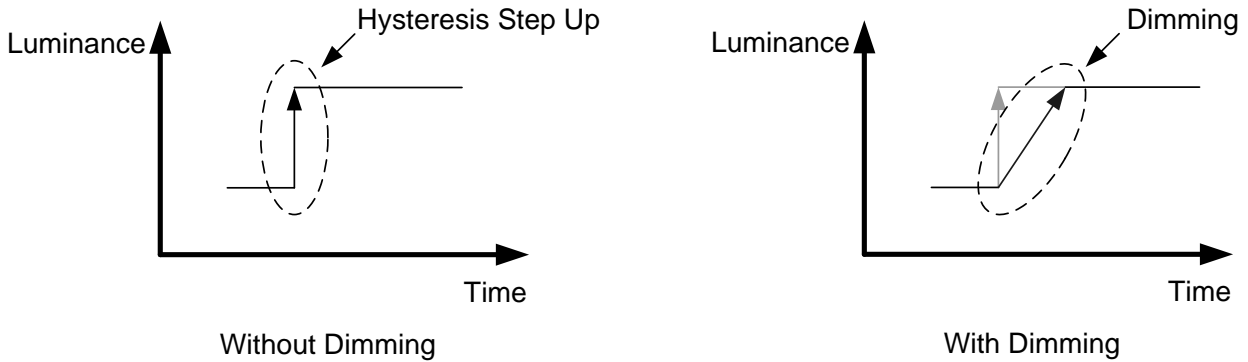 Hysteresis Step Up
Luminance
Time
Without Dimming
Dimming
Luminance
Time
With Dimming